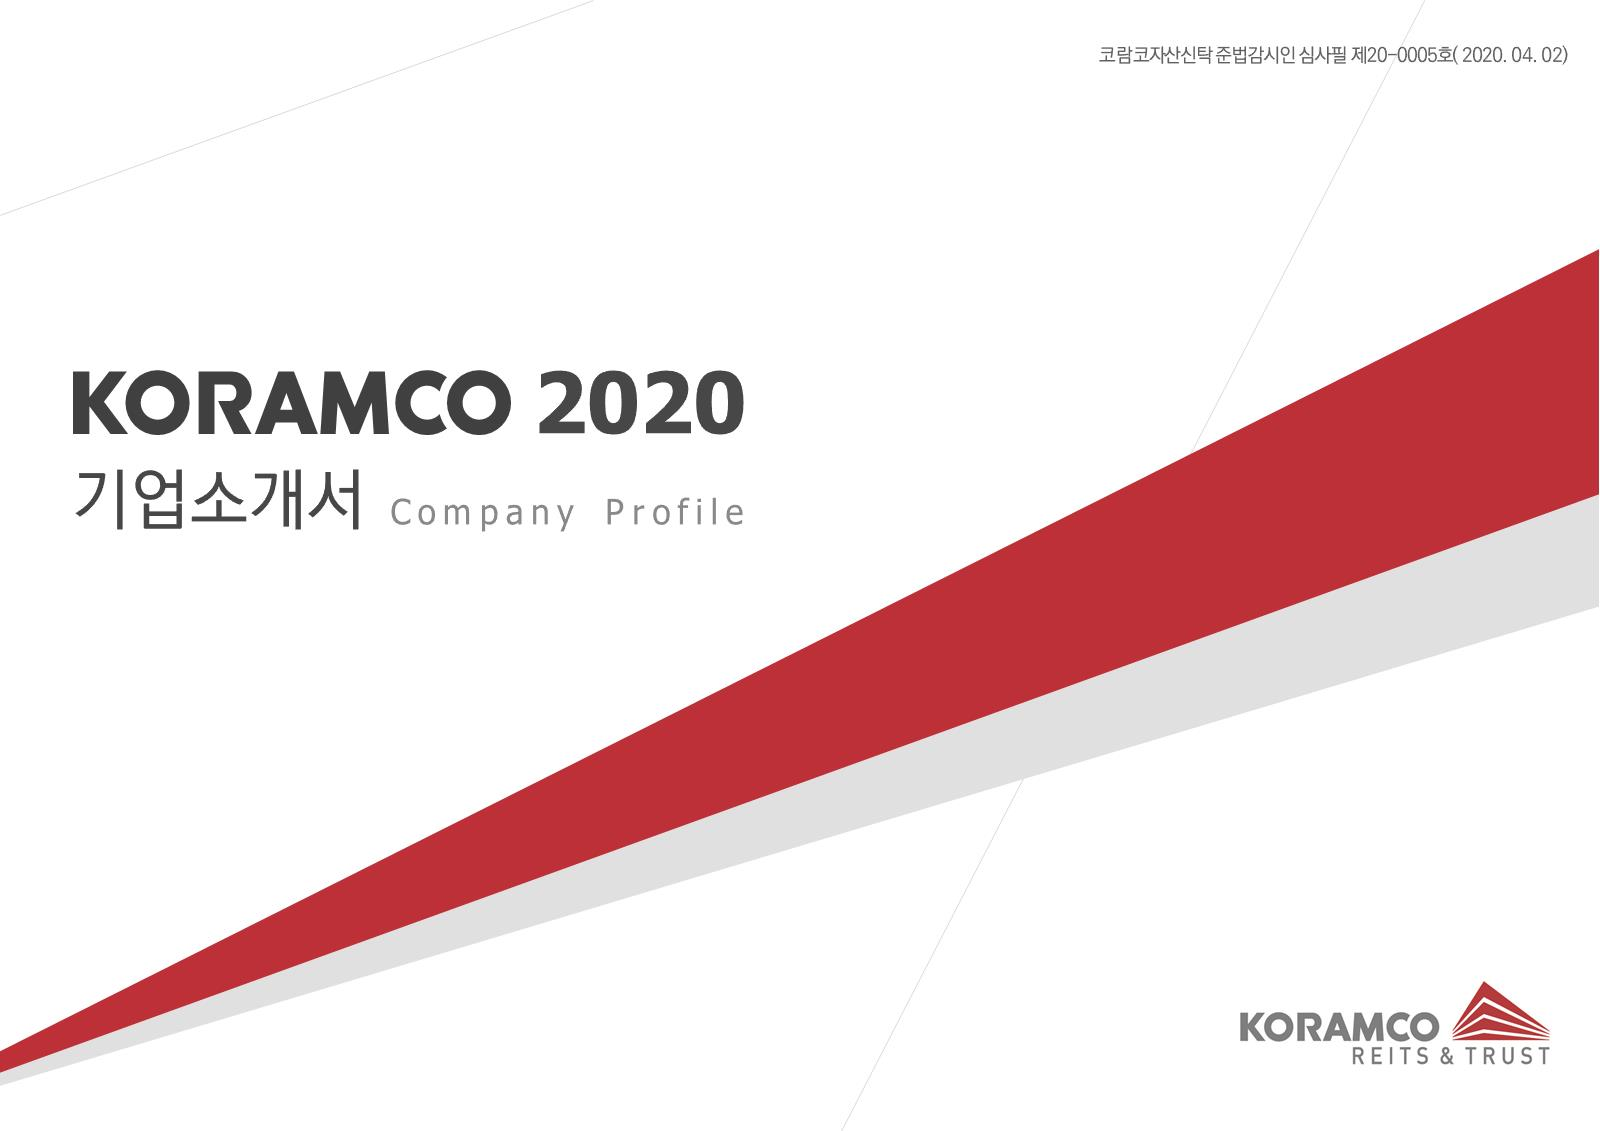 코람코자산신탁 준법감시인 심사필 제20-0005호( 2020. 04. 02)
KORAMCO 2020
기업소개서 Company Profile
KORAMCO
REITS & TRUST